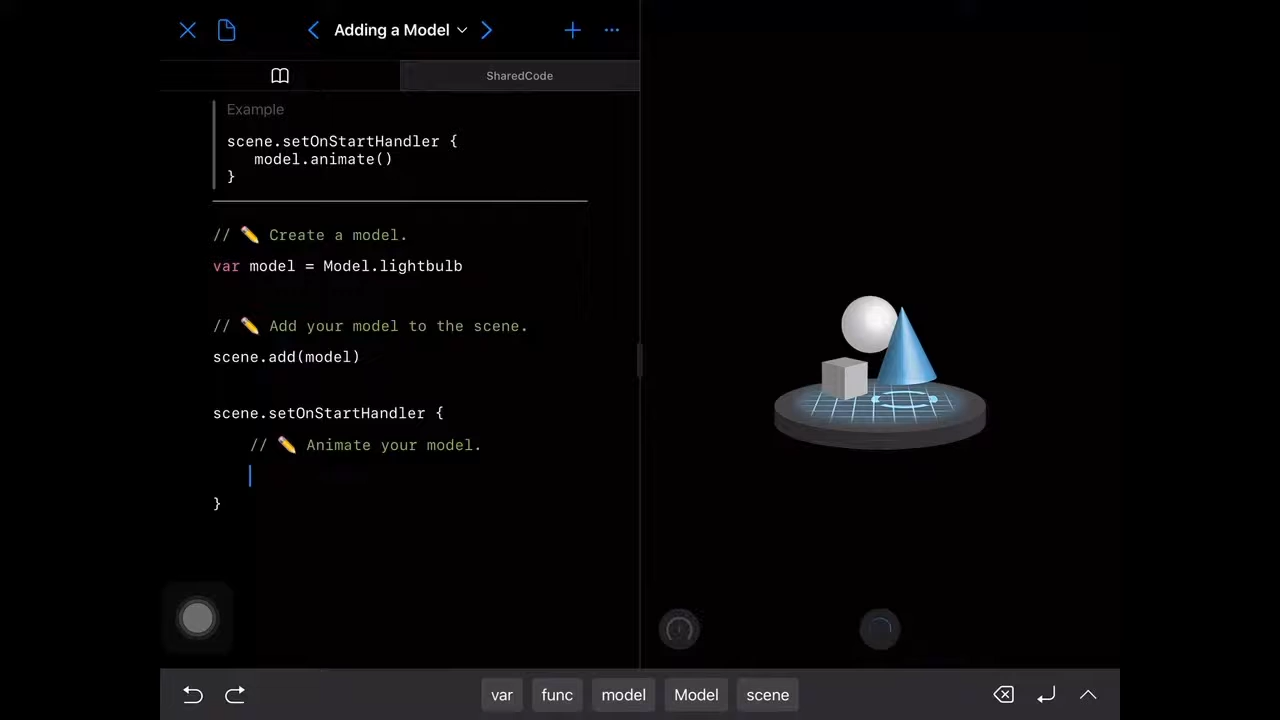 Adding a Model
SharedCode
Example
scene.setOnStartHandler {
model.animate()
}
// ✏️ Create a model.
var model = Model.lightbulb
// ✏️ Add your model to the scene.
scene.add(model)
scene.setOnStartHandler {
// ✏️ Animate your model.
}
var func model Model scene